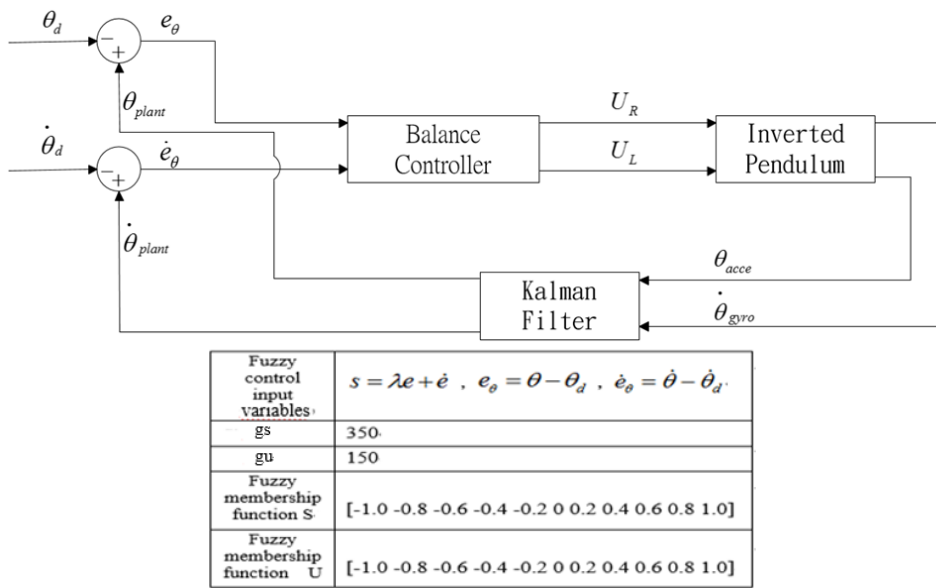 θ_d
e_θ
θ_plant
θ̇_d
ė_θ
θ̇_plant
Balance
Controller
U_R
U_L
Inverted
Pendulum
θ_acce
θ̇_gyro
Kalman
Filter
Fuzzy
control
input
variables
s = λe + ė , e_θ = θ − θ_d , ė_θ = θ̇ − θ̇_d
gs
350
gu
150
Fuzzy
membership
function S
[-1.0 -0.8 -0.6 -0.4 -0.2 0 0.2 0.4 0.6 0.8 1.0]
Fuzzy
membership
function U
[-1.0 -0.8 -0.6 -0.4 -0.2 0 0.2 0.4 0.6 0.8 1.0]